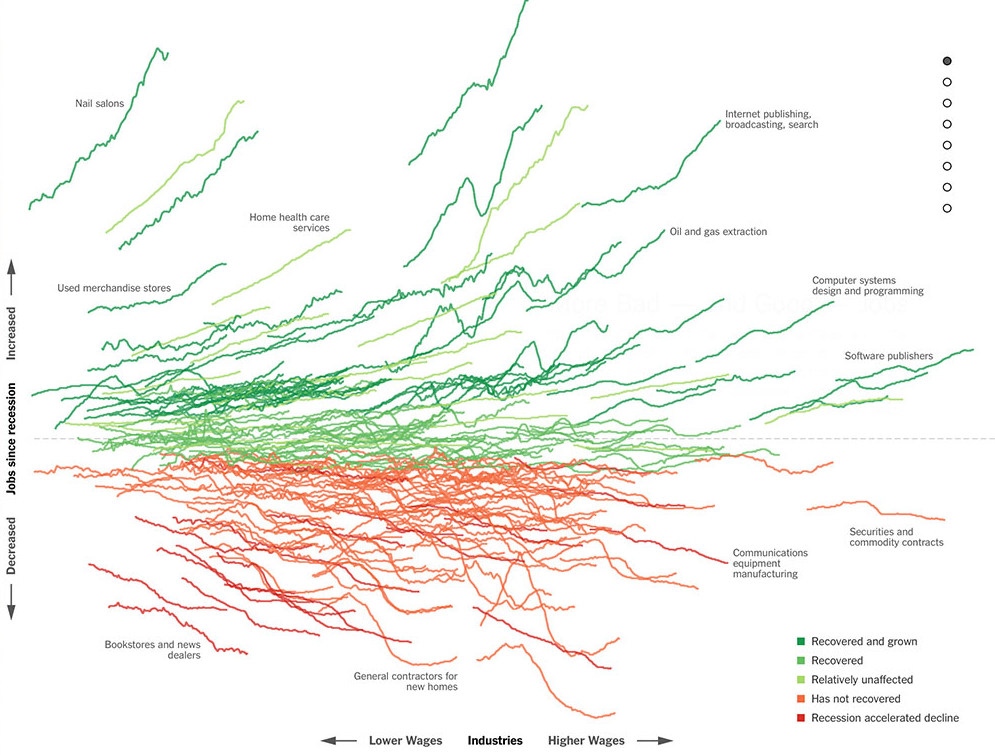 Nail salons
Internet publishing,
broadcasting, search
Home health care
services
Oil and gas extraction
Used merchandise stores
Computer systems
design and programming
Increased
Software publishers
Jobs since recession
Decreased
Securities and
commodity contracts
Communications
equipment
manufacturing
Bookstores and news
dealers
General contractors for
new homes
Recovered and grown
Recovered
Relatively unaffected
Has not recovered
Recession accelerated decline
Lower Wages Industries Higher Wages